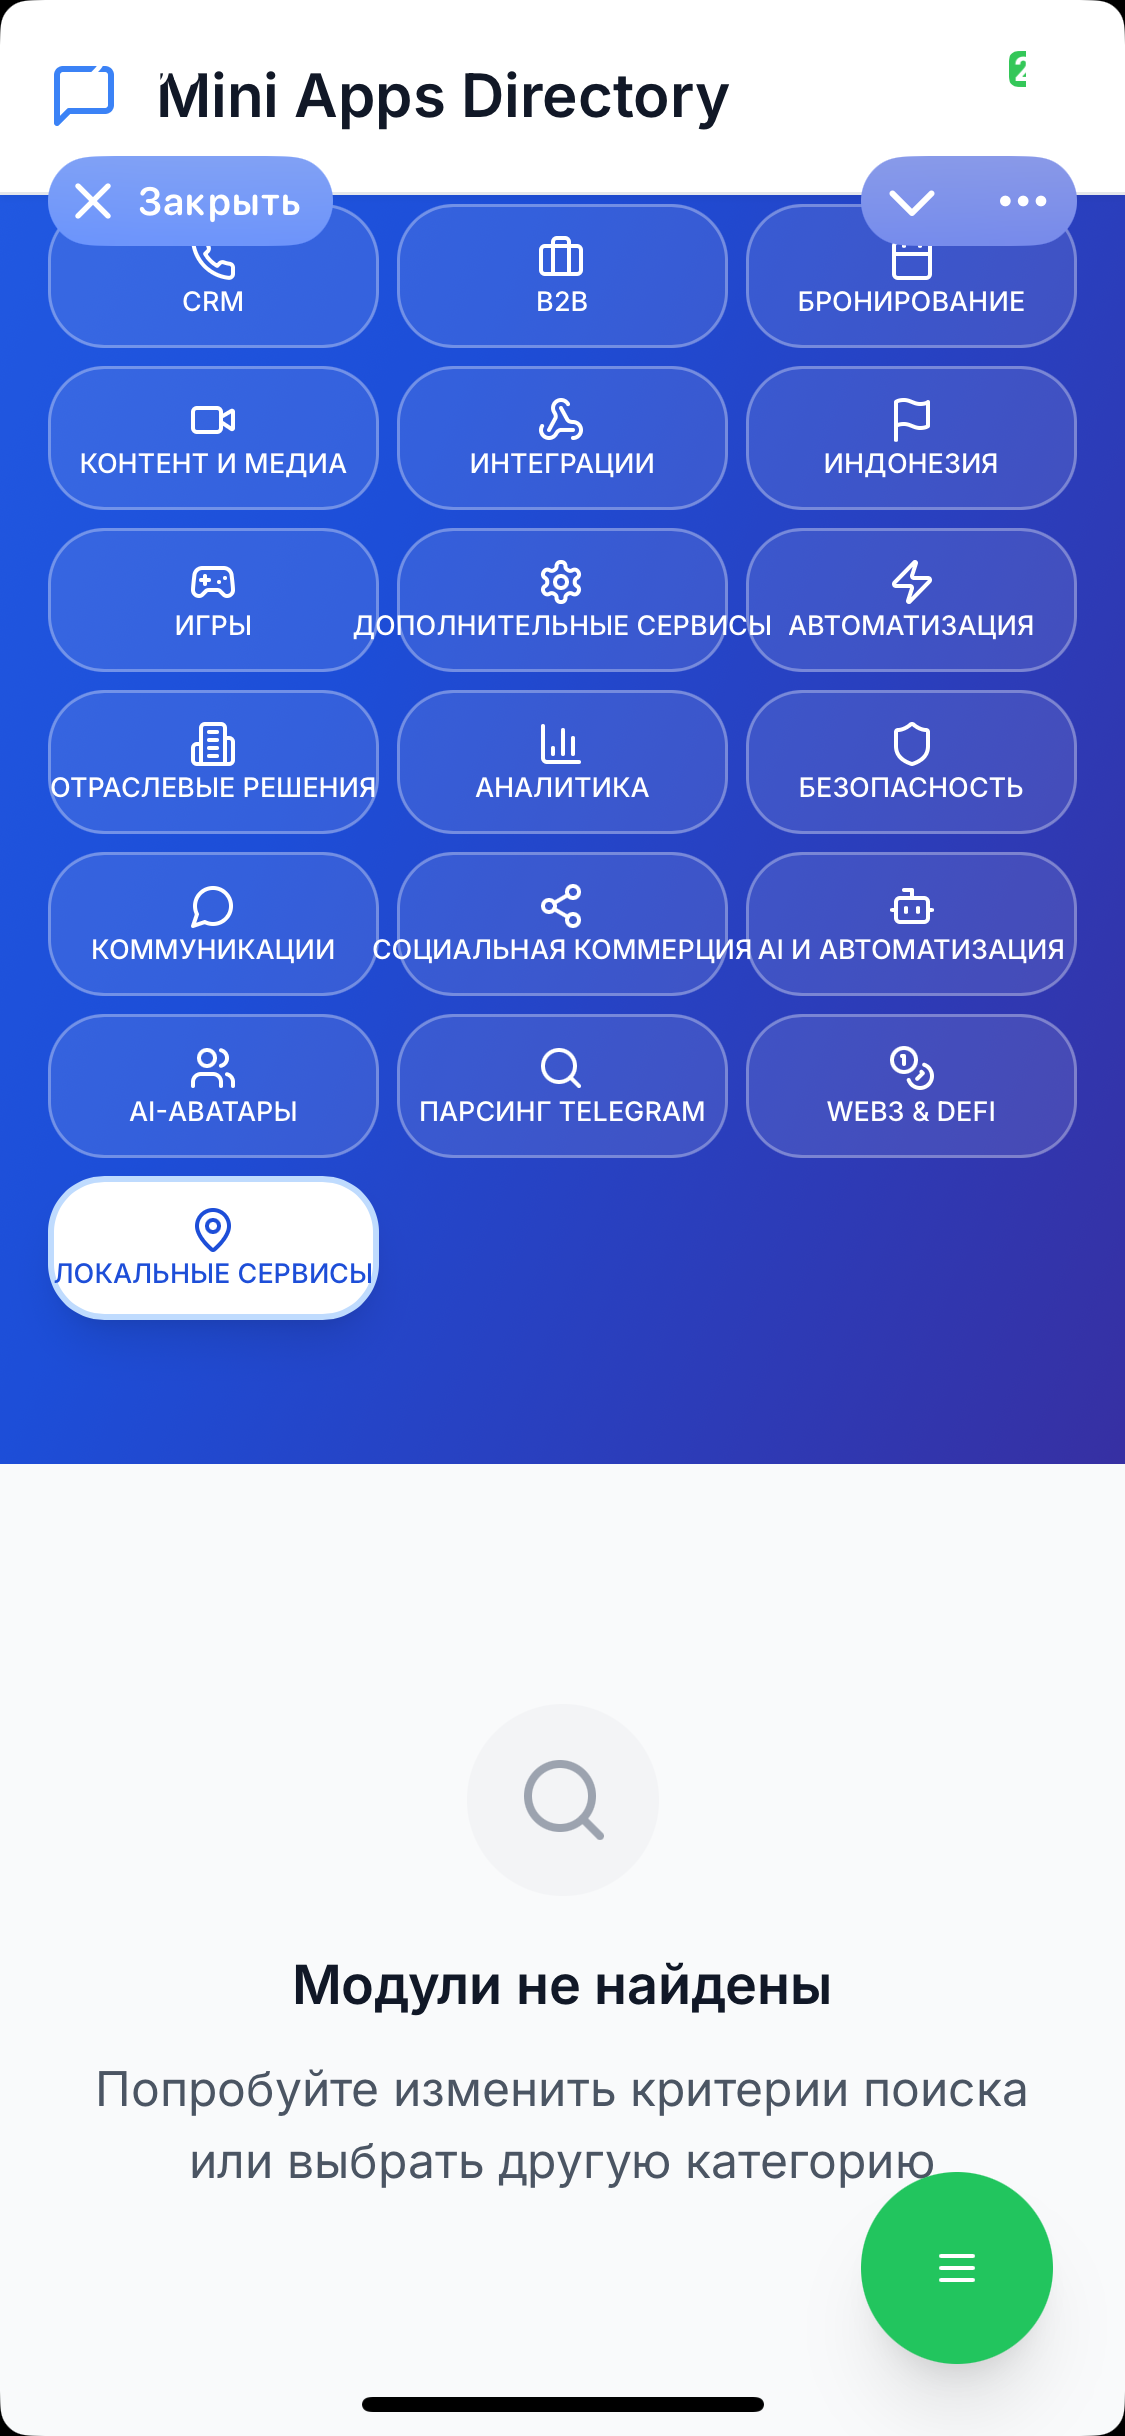 Mini Apps Directory
Закрыть
CRM
B2B
БРОНИРОВАНИЕ
КОНТЕНТ И МЕДИА
ИНТЕГРАЦИИ
ИНДОНЕЗИЯ
ИГРЫ
ДОПОЛНИТЕЛЬНЫЕ СЕРВИСЫ
АВТОМАТИЗАЦИЯ
ОТРАСЛЕВЫЕ РЕШЕНИЯ
АНАЛИТИКА
БЕЗОПАСНОСТЬ
КОММУНИКАЦИИ
СОЦИАЛЬНАЯ КОММЕРЦИЯ
AI И АВТОМАТИЗАЦИЯ
AI-АВАТАРЫ
ПАРСИНГ TELEGRAM
WEB3 & DEFI
ЛОКАЛЬНЫЕ СЕРВИСЫ
Модули не найдены
Попробуйте изменить критерии поиска
или выбрать другую категорию